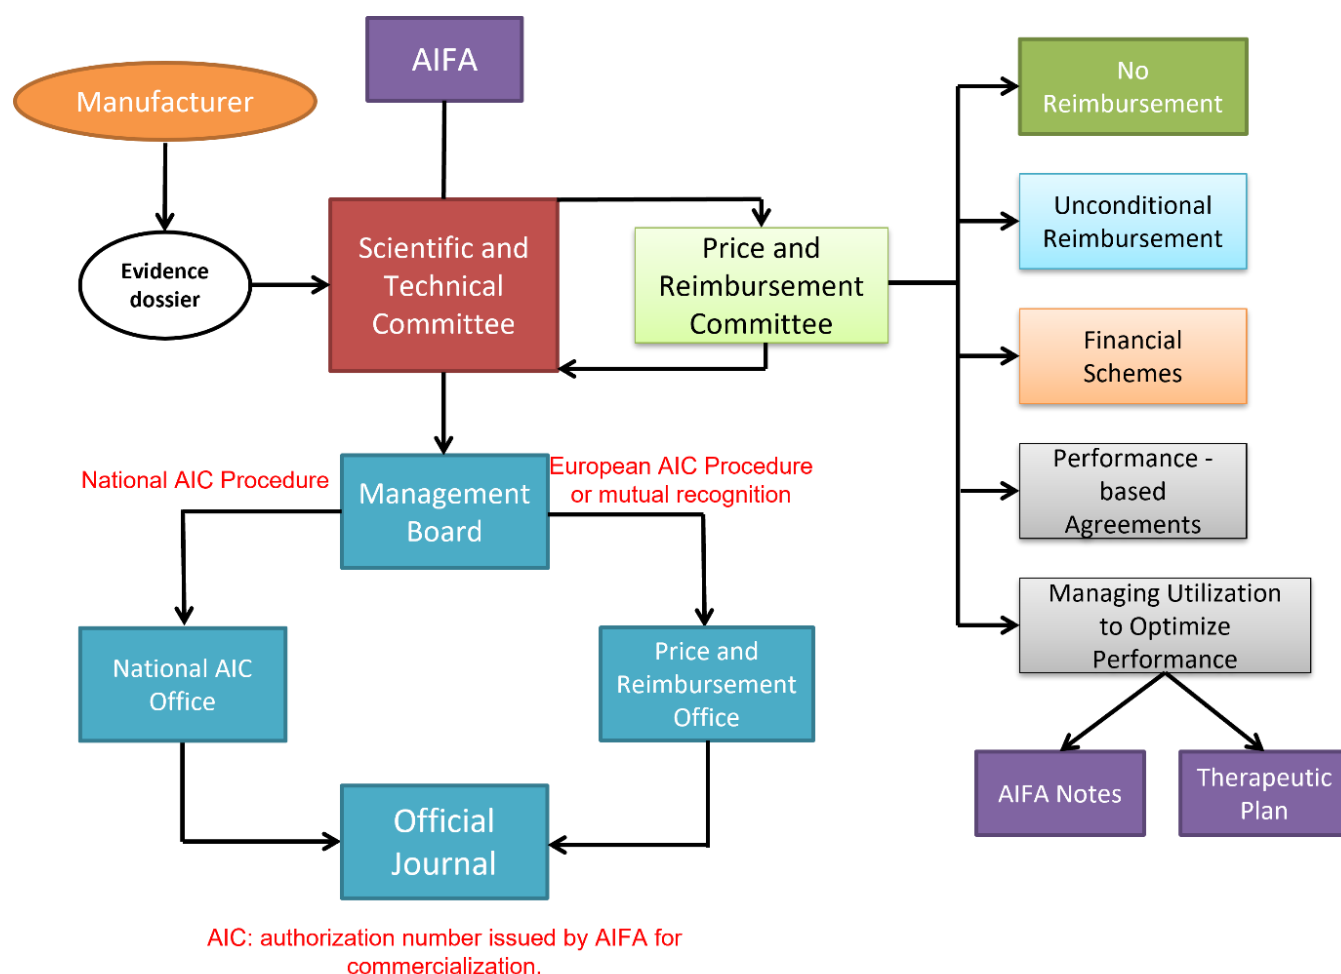 AIFA
Manufacturer
No
Reimbursement
Evidence
dossier
Scientific and
Technical
Committee
Price and
Reimbursement
Committee
Unconditional
Reimbursement
Financial
Schemes
National AIC Procedure
Management
Board
European AIC Procedure
or mutual recognition
Performance -
based
Agreements
Managing Utilization
to Optimize
Performance
National AIC
Office
Price and
Reimbursement
Office
AIFA Notes
Therapeutic
Plan
Official
Journal
AIC: authorization number issued by AIFA for
commercialization.